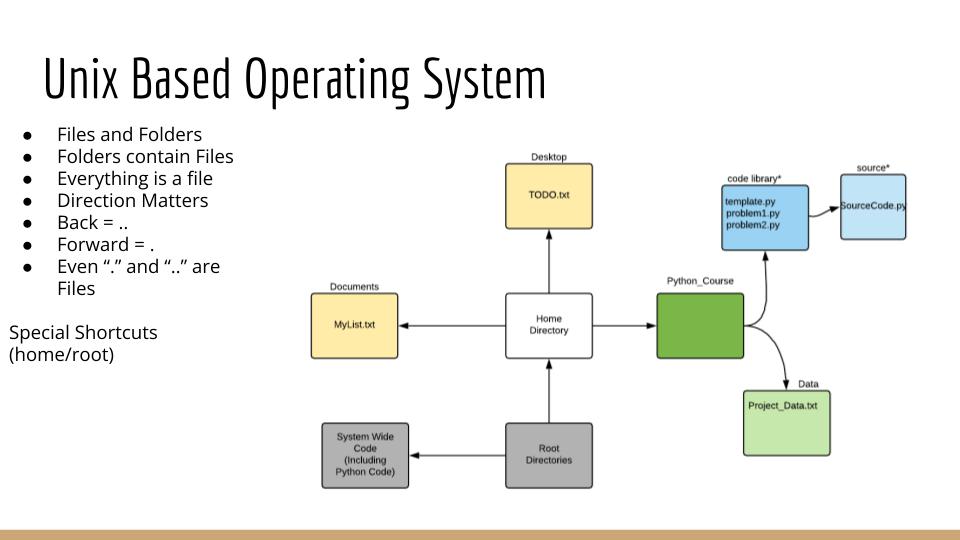 Unix Based Operating System
● Files and Folders
● Folders contain Files
● Everything is a file
● Direction Matters
● Back = ..
● Forward = .
● Even “.” and “..” are
Files
Special Shortcuts
(home/root)
Desktop
TODO.txt
code library*
template.py
problem1.py
problem2.py
source*
SourceCode.py
Documents
MyList.txt
Home
Directory
Python_Course
Data
Project_Data.txt
System Wide
Code
(Including
Python Code)
Root
Directories